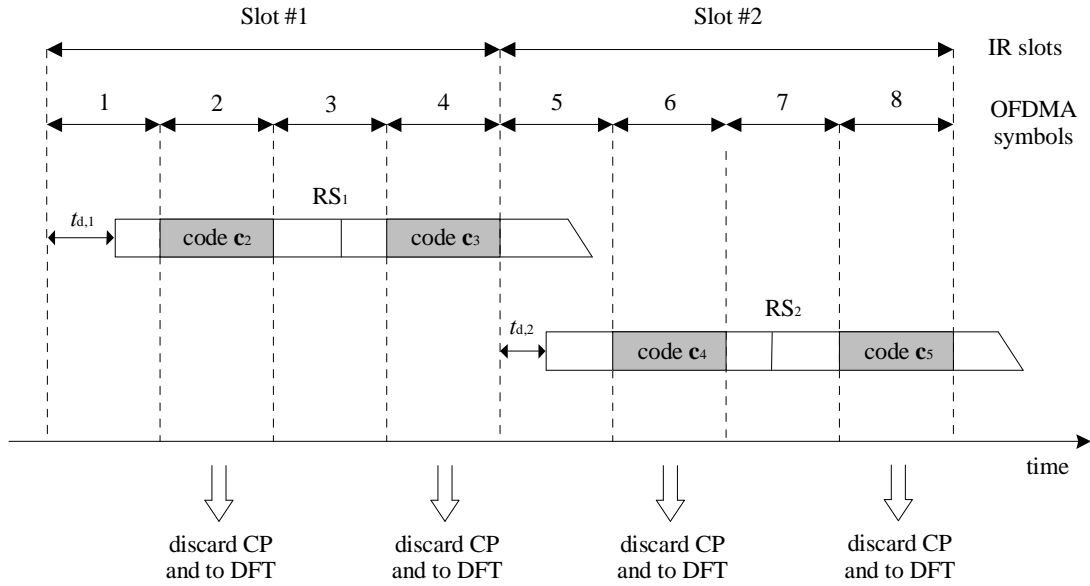 Slot #1
Slot #2
IR slots
1
2
3
4
5
6
7
8
OFDMA
symbols
RS1
td,1
code c2
code c3
RS2
td,2
code c4
code c5
time
discard CP
and to DFT
discard CP
and to DFT
discard CP
and to DFT
discard CP
and to DFT